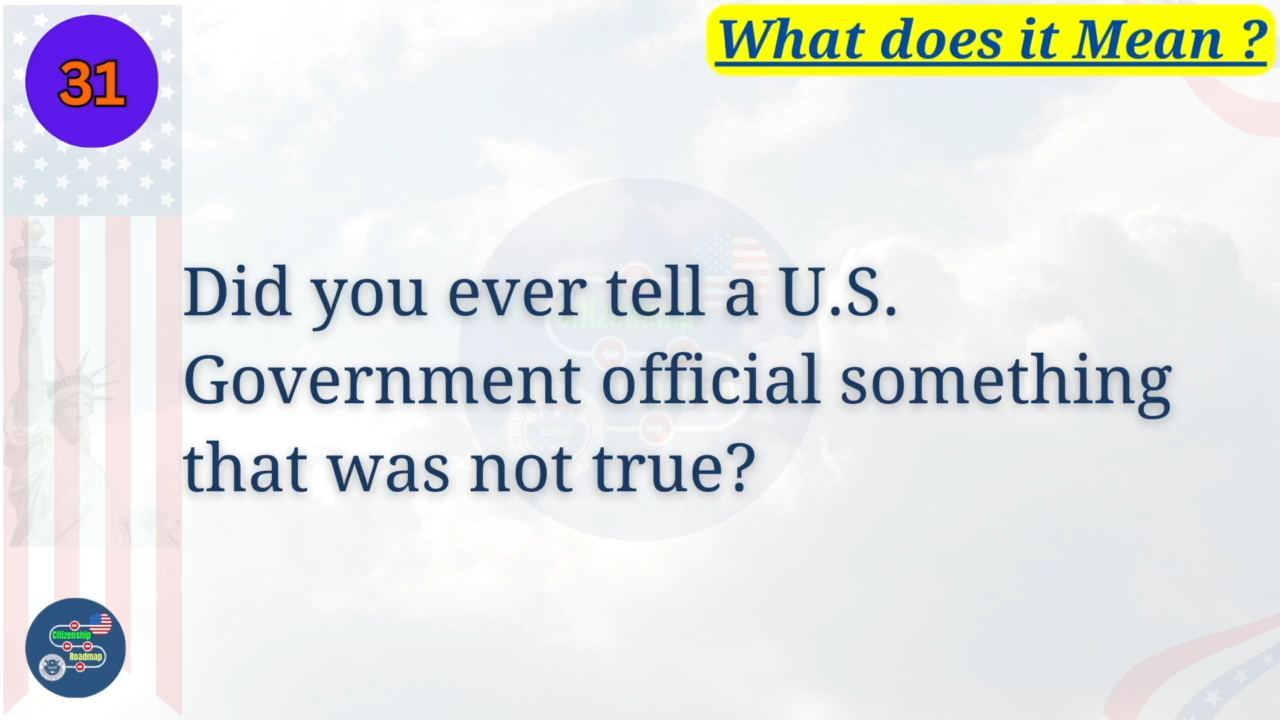 31
What does it Mean ?
Did you ever tell a U.S.
Government official something
that was not true?
Citizenship
Roadmap